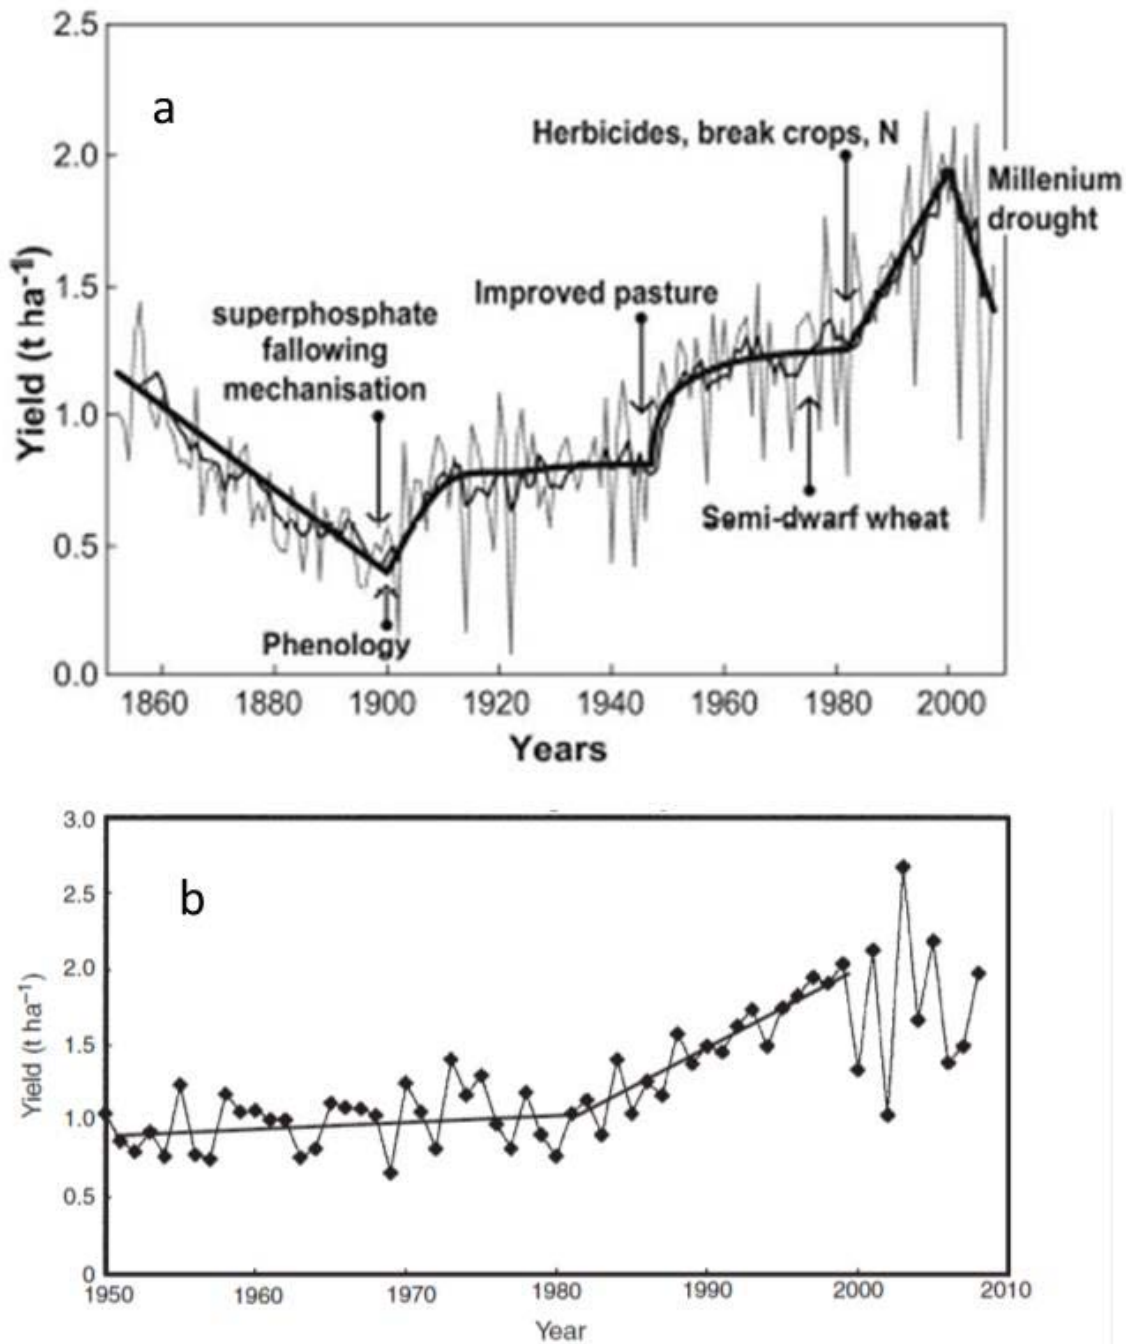 2.5
a
Herbicides, break crops, N
2.0
Millenium
drought
Yield (t ha⁻¹)
1.5
Improved pasture
superphosphate
fallowing
mechanisation
1.0
Semi-dwarf wheat
0.5
Phenology
0.0
1860 1880 1900 1920 1940 1960 1980 2000
Years
3.0
b
2.5
2.0
Yield (t ha⁻¹)
1.5
1.0
0.5
0
1950 1960 1970 1980 1990 2000 2010
Year